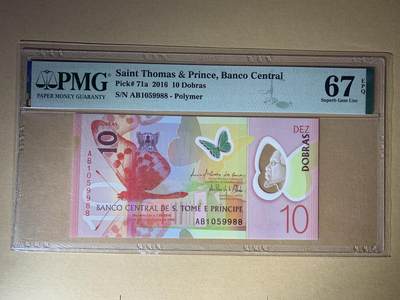 PMG
PAPER MONEY GUARANTY
Saint Thomas & Prince, Banco Central
Pick# 71a 2016 10 Dobras
S/N AB1059988 - Polymer
67 EPQ
Superb Gem Unc
10
DEZ
DOBRAS
AB1059988
BANCO CENTRAL DE S. TOMÉ E PRÍNCIPE
AB1059988
10